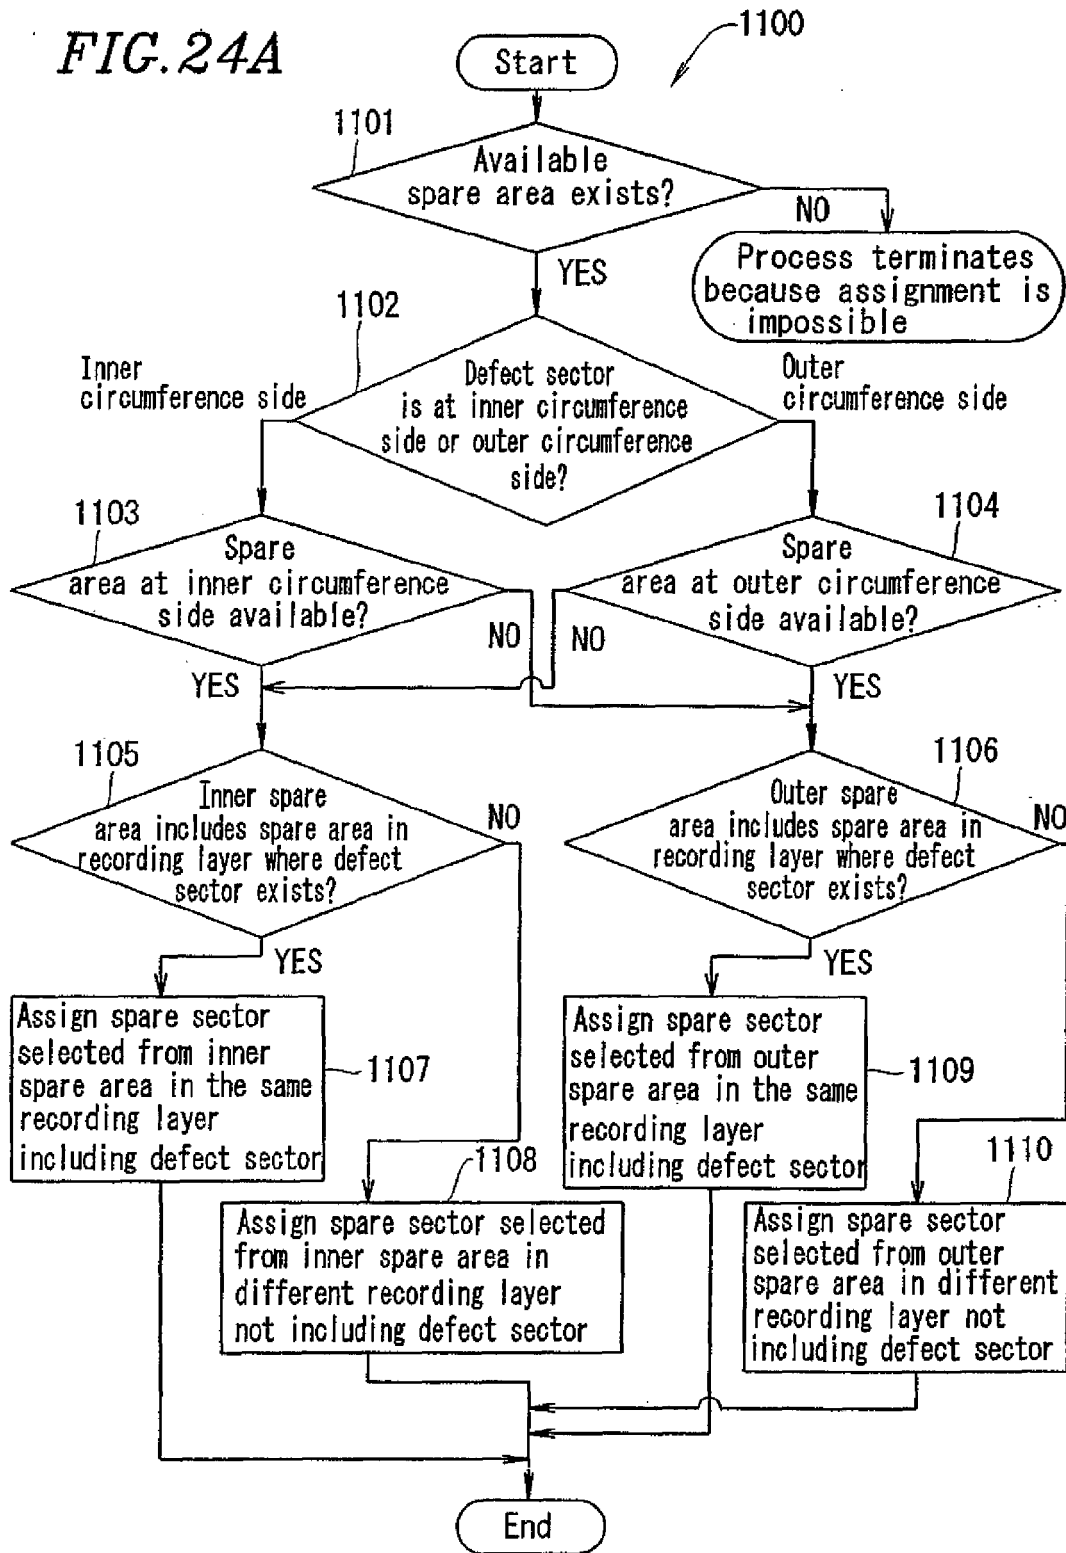 FIG. 24A
1100
Start
1101
Available
spare area exists?
NO
YES
Process terminates
because assignment is
impossible
1102
Inner
circumference side
Defect sector
is at inner circumference
side or outer circumference
side?
Outer
circumference side
1103
Spare
area at inner circumference
side available?
NO
YES
1104
Spare
area at outer circumference
side available?
NO
YES
1105
Inner spare
area includes spare area in
recording layer where defect
sector exists?
NO
YES
1106
Outer spare
area includes spare area in
recording layer where defect
sector exists?
NO
YES
Assign spare sector
selected from inner
spare area in the same
recording layer
including defect sector
1107
1108
Assign spare sector selected
from inner spare area in
different recording layer
not including defect sector
Assign spare sector
selected from outer
spare area in the same
recording layer
including defect sector
1109
1110
Assign spare sector
selected from outer
spare area in different
recording layer not
including defect sector
End